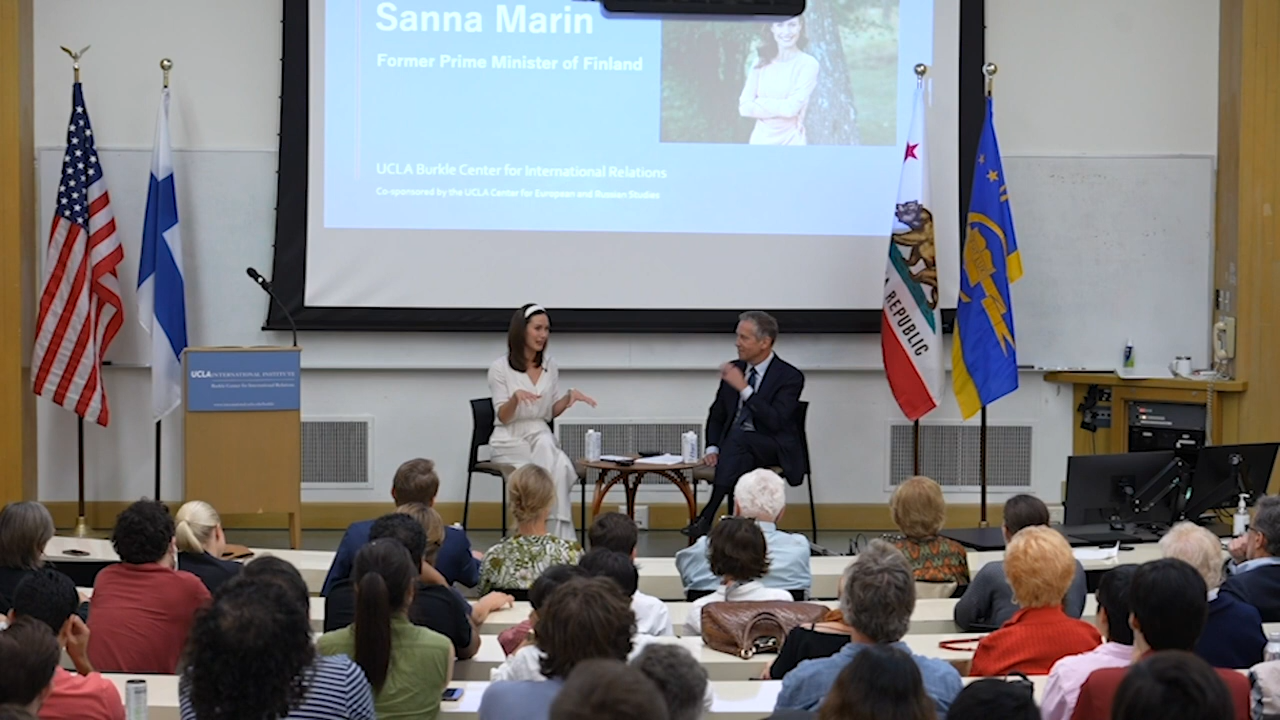 Sanna Marin
Former Prime Minister of Finland
UCLA Burkle Center for International Relations
Co-sponsored by the UCLA Center for European and Russian Studies
UCLA INTERNATIONAL INSTITUTE
Burkle Center for International Relations
A REPUBLIC